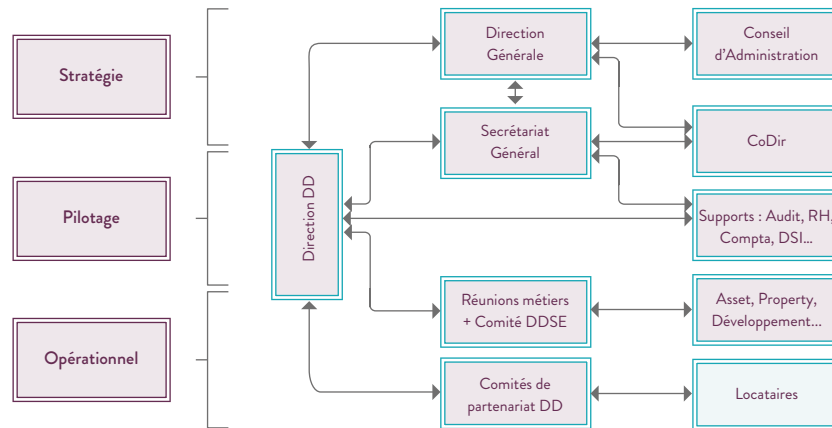 Stratégie
Pilotage
Opérationnel
Direction DD
Direction
Générale
Secrétariat
Général
Réunions métiers
+ Comité DDSE
Comités de
partenariat DD
Conseil
d’Administration
CoDir
Supports : Audit, RH,
Compta, DSI...
Asset, Property,
Développement...
Locataires